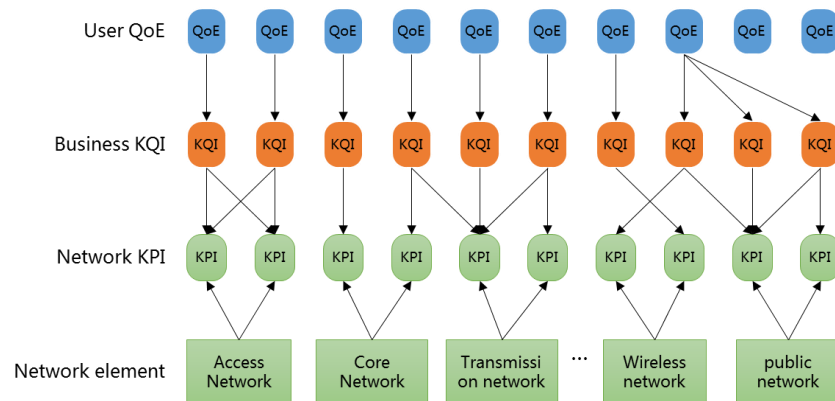 User QoE
QoE QoE QoE QoE QoE QoE QoE QoE QoE QoE
Business KQI
KQI KQI KQI KQI KQI KQI KQI KQI KQI KQI
Network KPI
KPI KPI KPI KPI KPI KPI KPI KPI KPI KPI
Network element
Access
Network
Core
Network
Transmissi
on network
...
Wireless
network
public
network